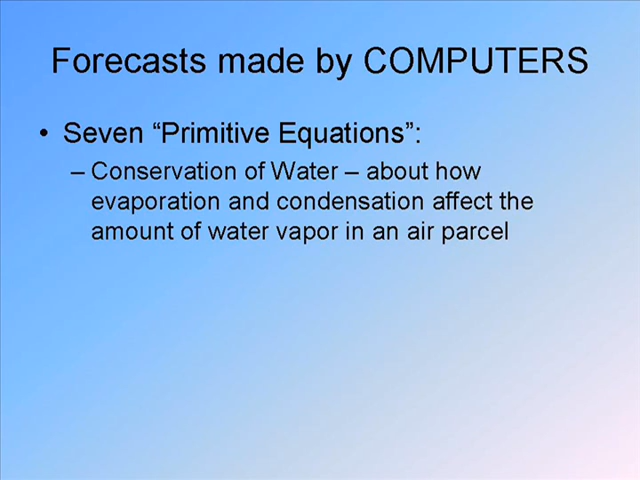 Forecasts made by COMPUTERS
• Seven “Primitive Equations”:
– Conservation of Water – about how
evaporation and condensation affect the
amount of water vapor in an air parcel